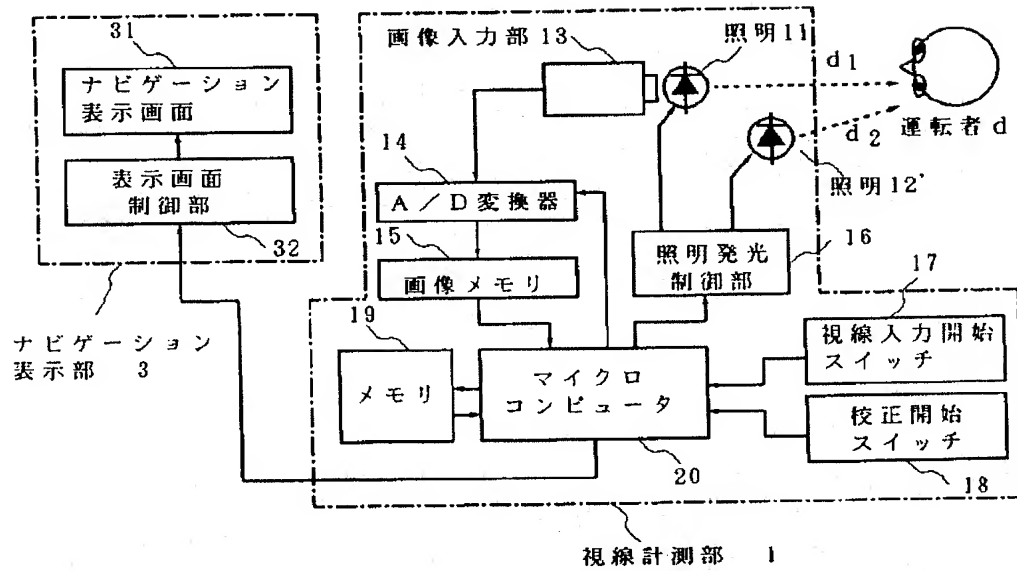 31
ナビゲーション
表示画面
表示画面
制御部
32
ナビゲーション
表示部 3
画像入力部 13
照明11
d1
d2
運転者 d
照明12'
14
A/D変換器
15
画像メモリ
照明発光
制御部
16
17
視線入力開始
スイッチ
19
メモリ
マイクロ
コンピュータ
20
校正開始
スイッチ
18
視線計測部 1